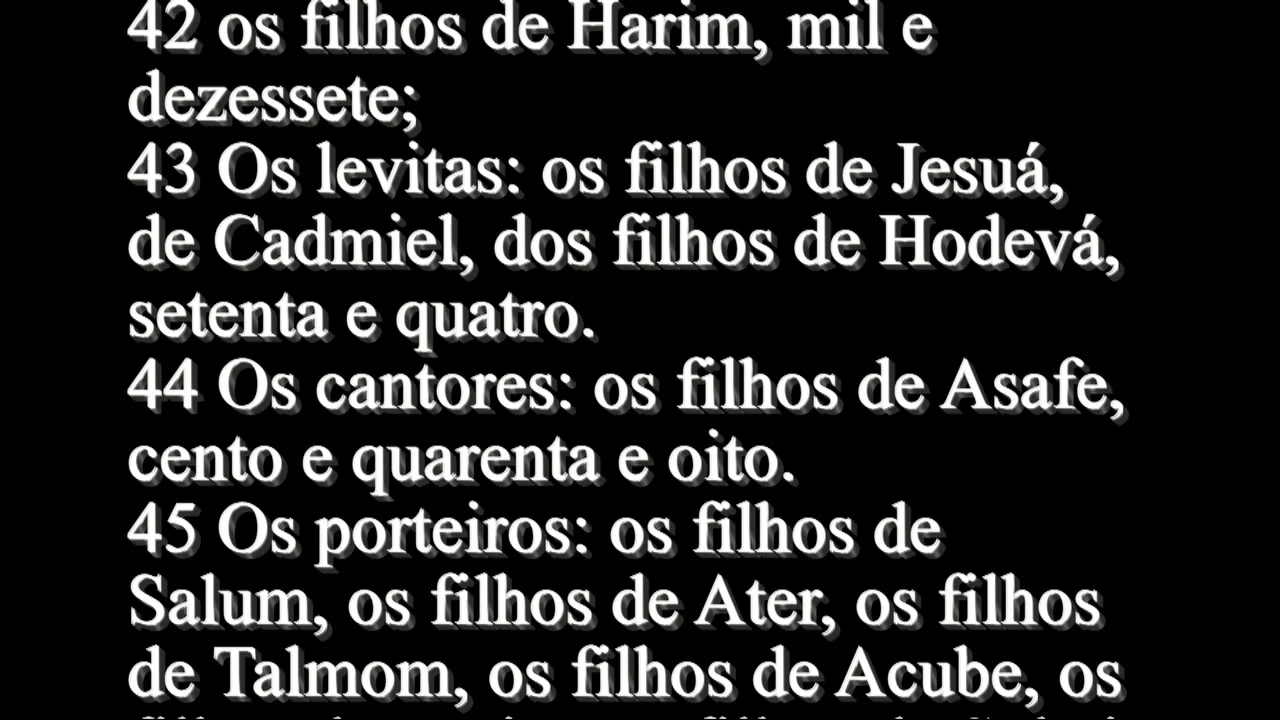 42 os filhos de Harim, mil e
dezessete;
43 Os levitas: os filhos de Jesuá,
de Cadmiel, dos filhos de Hodevá,
setenta e quatro.
44 Os cantores: os filhos de Asafe,
cento e quarenta e oito.
45 Os porteiros: os filhos de
Salum, os filhos de Ater, os filhos
de Talmom, os filhos de Acube, os